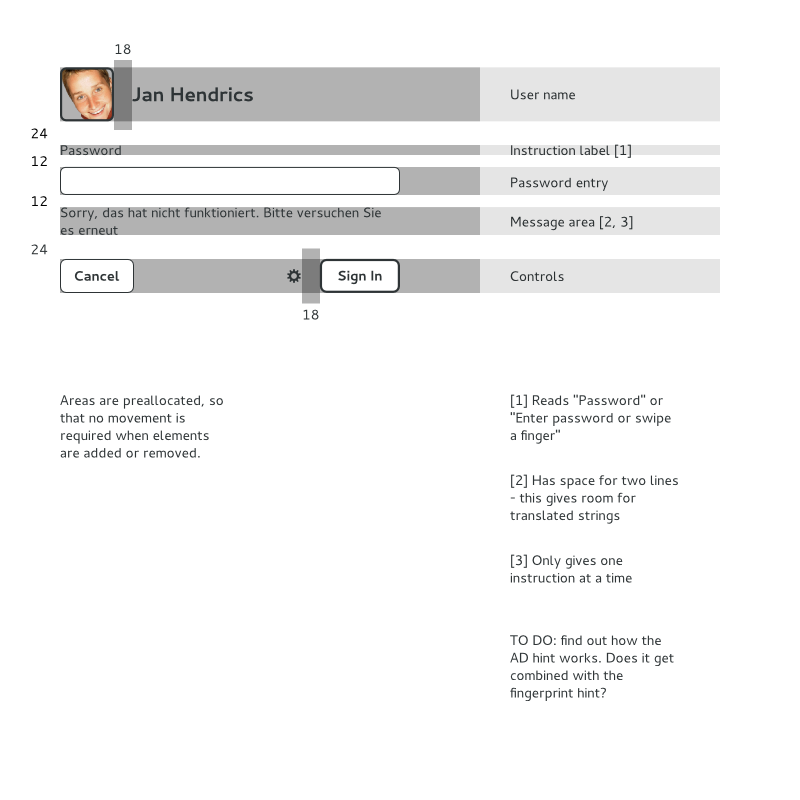 18
Jan Hendrics
User name
24
Password
Instruction label [1]
12
Password entry
12
Sorry, das hat nicht funktioniert. Bitte versuchen Sie
es erneut
Message area [2, 3]
24
Cancel
Sign In
Controls
18
Areas are preallocated, so
that no movement is
required when elements
are added or removed.
[1] Reads "Password" or
"Enter password or swipe
a finger"
[2] Has space for two lines
- this gives room for
translated strings
[3] Only gives one
instruction at a time
TO DO: find out how the
AD hint works. Does it get
combined with the
fingerprint hint?